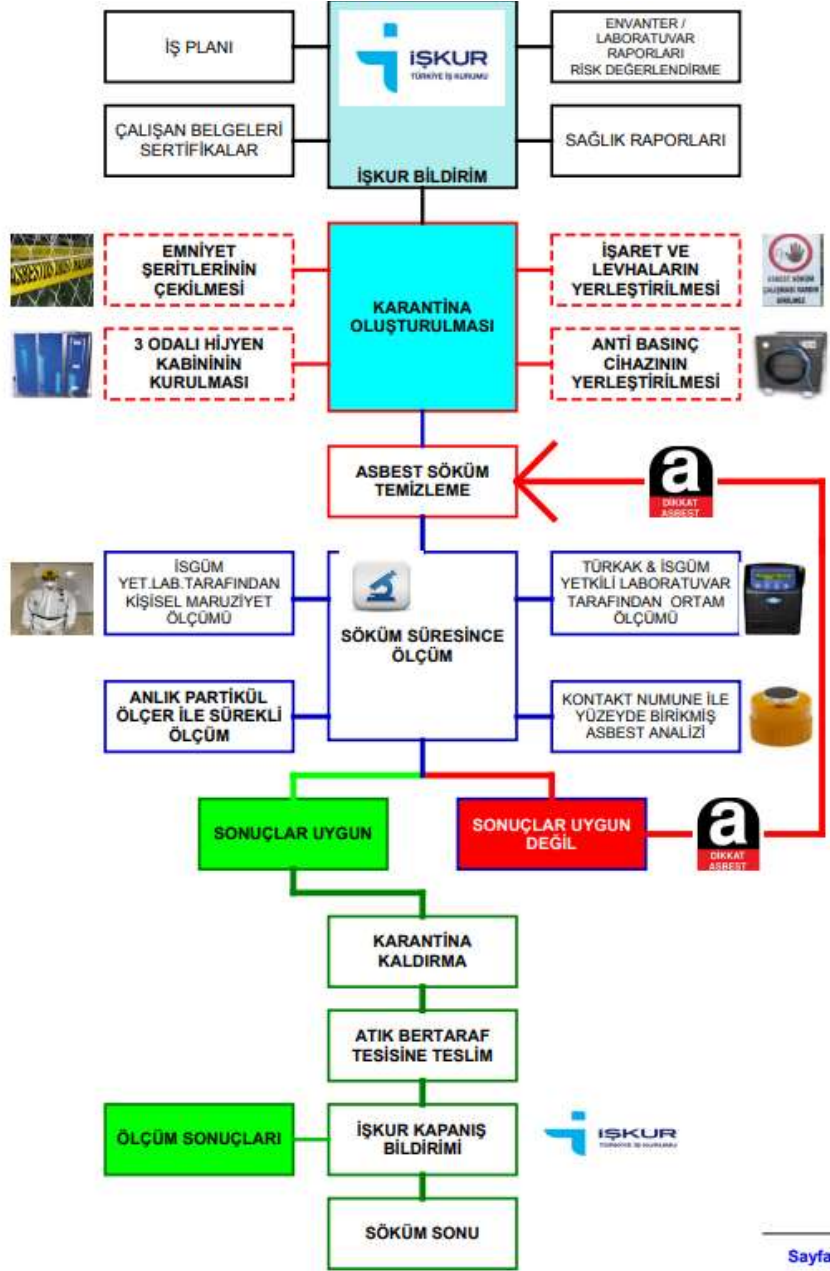 İŞ PLANI
İŞKUR
TÜRKİYE İŞ KURUMU
ENVANTER /
LABORATUVAR
RAPORLARI
RİSK DEĞERLENDİRME
ÇALIŞAN BELGELERİ
SERTİFİKALAR
SAĞLIK RAPORLARI
İŞKUR BİLDİRİM
EMNİYET
ŞERİTLERİNİN
ÇEKİLMESİ
KARANTİNA
OLUŞTURULMASI
İŞARET VE
LEVHALARIN
YERLEŞTİRİLMESİ
3 ODALI HİJYEN
KABİNİNİN
KURULMASI
ANTİ BASINÇ
CİHAZININ
YERLEŞTİRİLMESİ
ASBEST SÖKÜM
TEMİZLEME
a
DIKKAT
ASBEST
İSGÜM
YET.LAB.TARAFINDAN
KİŞİSEL MARUZİYET
ÖLÇÜMÜ
SÖKÜM SÜRESİNCE
ÖLÇÜM
TÜRKAK & İSGÜM
YETKİLİ LABORATUVAR
TARAFINDAN ORTAM
ÖLÇÜMÜ
ANLIK PARTİKÜL
ÖLÇER İLE SÜREKLİ
ÖLÇÜM
KONTAKT NUMUNE İLE
YÜZEYDE BİRİKMİŞ
ASBEST ANALİZİ
SONUÇLAR UYGUN
SONUÇLAR UYGUN
DEĞİL
a
DIKKAT
ASBEST
KARANTİNA
KALDIRMA
ATIK BERTARAF
TESİSİNE TESLİM
ÖLÇÜM SONUÇLARI
İŞKUR KAPANIŞ
BİLDİRİMİ
İŞKUR
TÜRKİYE İŞ KURUMU
SÖKÜM SONU
Sayfa